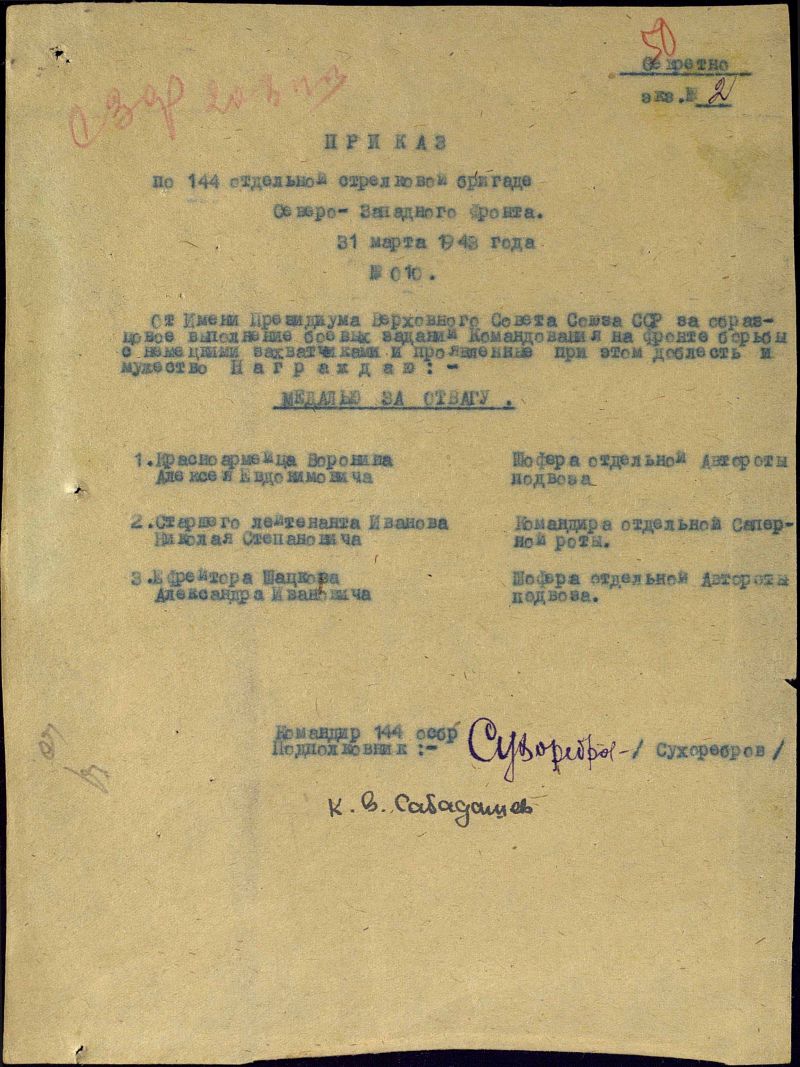 50
Секретно
экз.№ 2
СЗФ
ПРИКАЗ
по 144 отдельной стрелковой бригаде
Северо- Западного Фронта.
31 марта 1943 года
№ 010.
От Имени Президиума Верховного Совета Союза ССР за образ-
цовое выполнение боевых заданий Командования на фронте борьбы
с немецкими захватчиками и проявленные при этом доблесть и
мужество Награждаю:-
МЕДАЛЬЮ ЗА ОТВАГУ.
1.Красноармейца Воронина Шофера отдельной Автороты
Алексея Евдокимовича подвоза
2.Старшего лейтенанта Иванова Командира отдельной Сапер-
Николая Степановича ной роты.
3.Ефрейтора Шацкова Шофера отдельной Автороты
Александра Ивановича подвоза.
Командир 144 осбр
Подполковник :- / Сухоребров /
К. В. Сабадашев